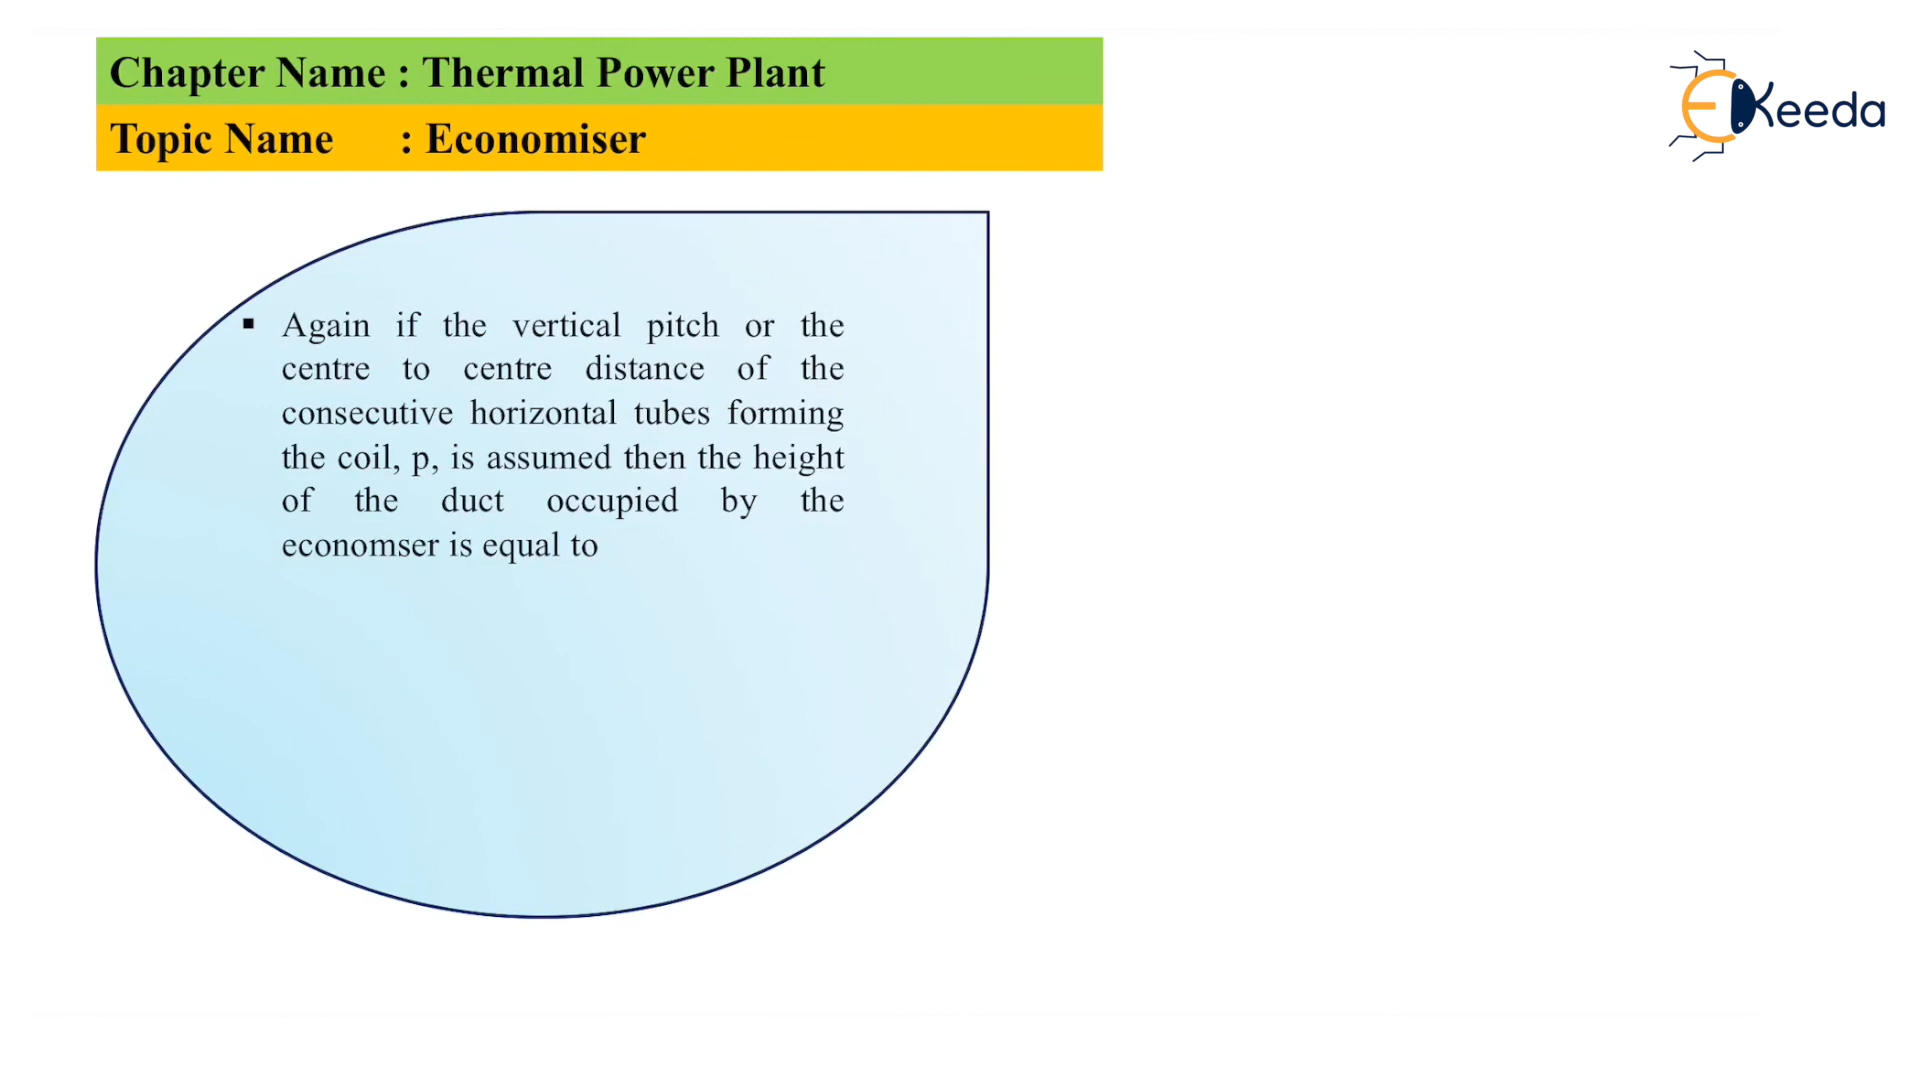 Chapter Name : Thermal Power Plant
Topic Name : Economiser
EKeeda
▪ Again if the vertical pitch or the
centre to centre distance of the
consecutive horizontal tubes forming
the coil, p, is assumed then the height
of the duct occupied by the
economser is equal to